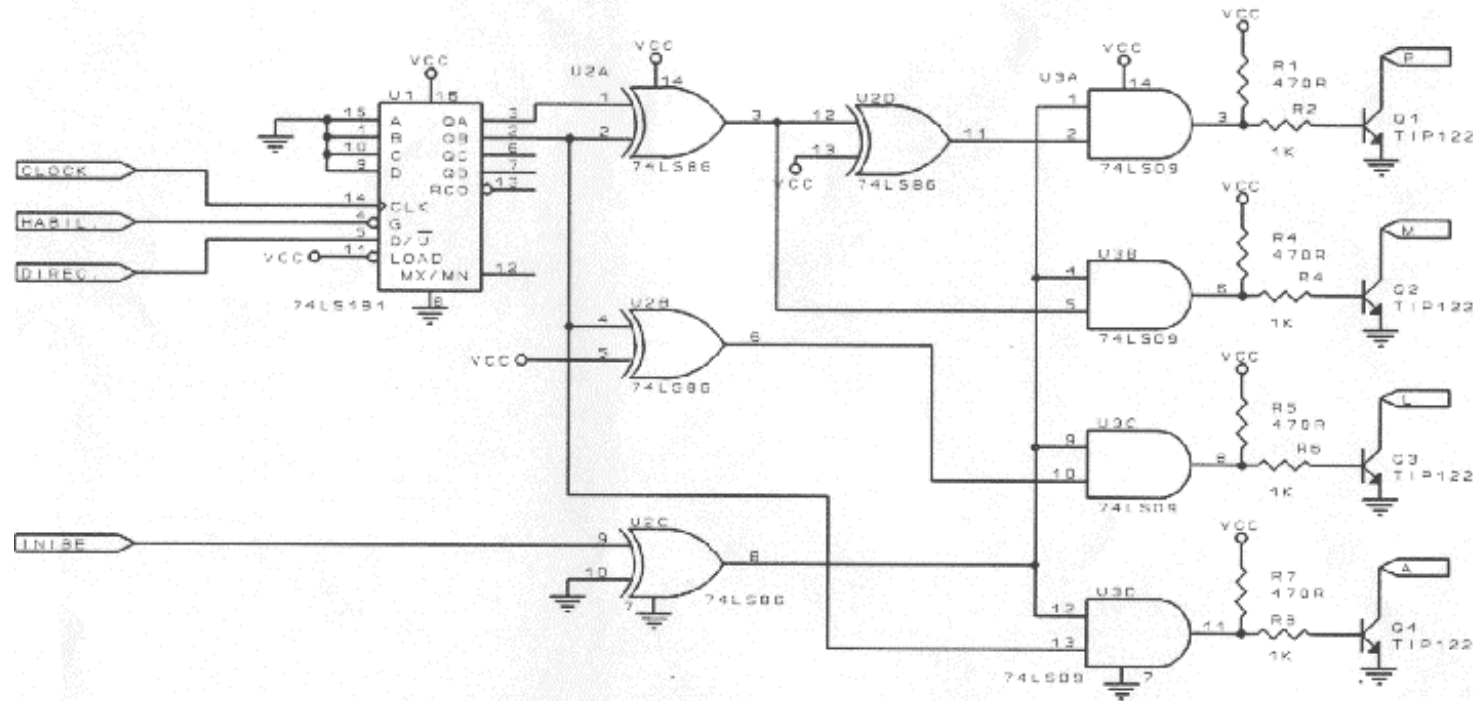 VCC
VCC
VCC
VCC
P
U2A
14
U3A
14
R1
470R
U1
16
U2D
R2
15
A
QA
3
1
1
Q1
1
B
QB
2
2
3
12
11
2
3
1K
TIP122
10
C
QC
6
13
9
D
QD
7
74LS86
VCC
74LS86
74LS09
RCO
13
CLOCK
14
CLK
VCC
HABIL.
4
G
M
5
D/U
R4
470R
DIREC.
VCC
11
LOAD
U3B
R4
MX/MN
12
4
6
Q2
74LS191
8
U2B
5
1K
TIP122
4
74LS09
VCC
5
6
VCC
74LS86
L
R5
470R
U3C
R6
9
8
Q3
10
1K
TIP122
74LS09
U2C
VCC
INIBE
9
10
8
A
7
74LS86
R7
470R
U3D
R8
12
11
Q4
13
1K
TIP122
74LS09
7